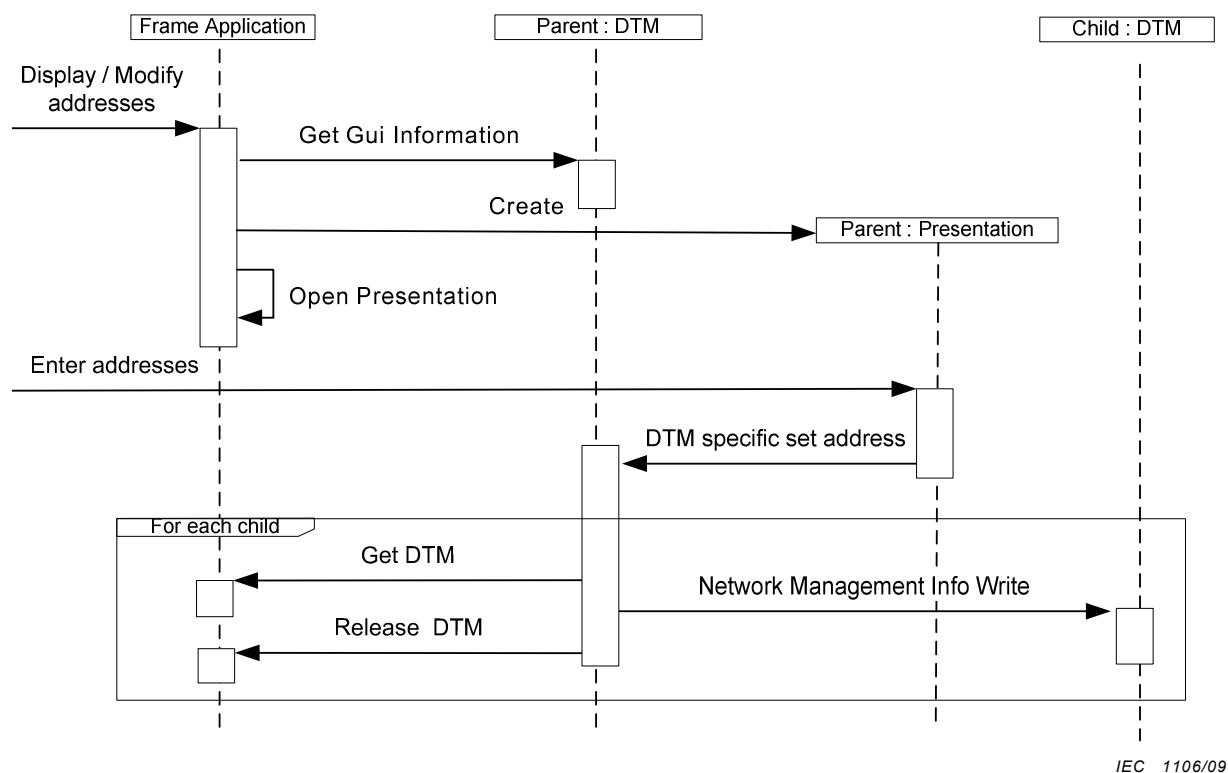 Frame Application
Parent : DTM
Child : DTM
Display / Modify
addresses
Get Gui Information
Create
Parent : Presentation
Open Presentation
Enter addresses
DTM specific set address
For each child
Get DTM
Network Management Info Write
Release DTM
IEC 1106/09